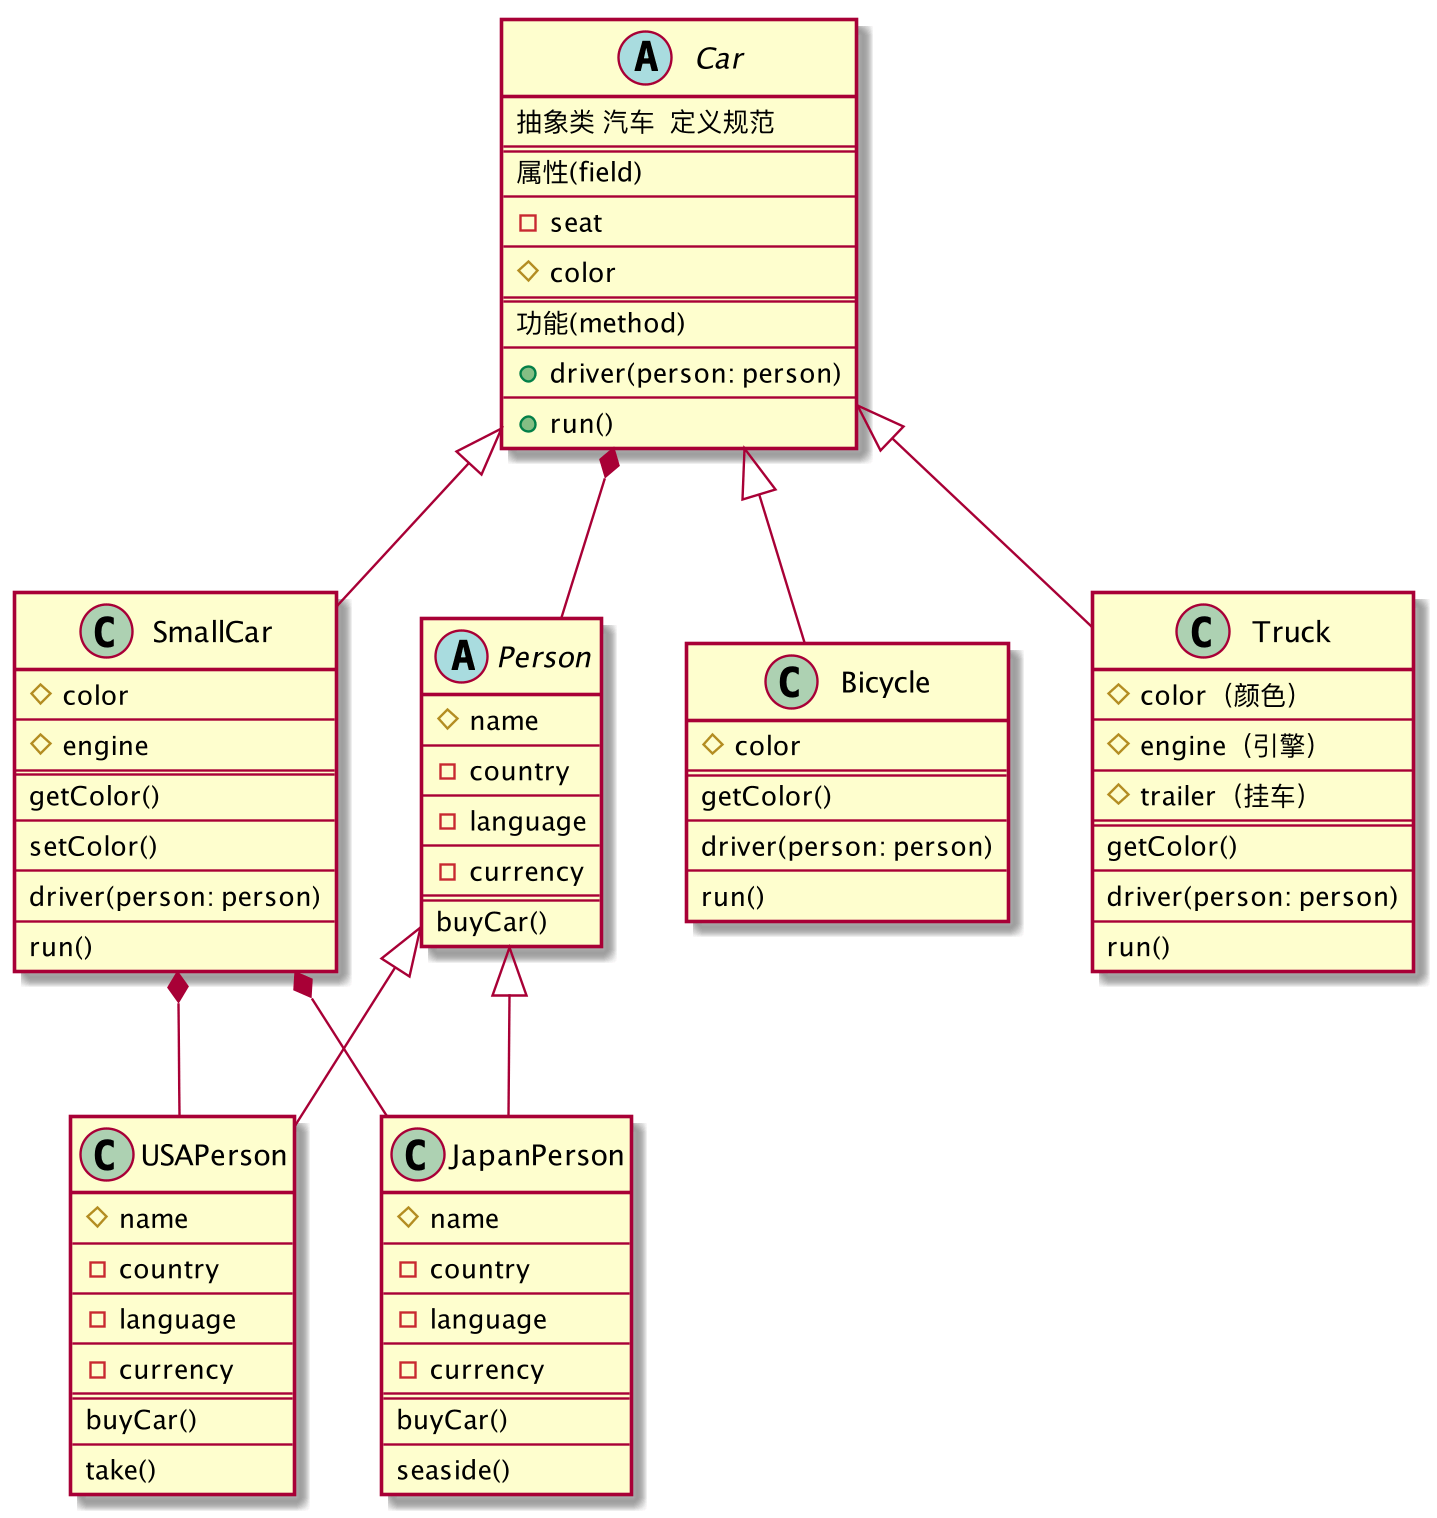 A Car
抽象类 汽车  定义规范
属性(field)
seat
color
功能(method)
driver(person: person)
run()
C SmallCar
color
engine
getColor()
setColor()
driver(person: person)
run()
A Person
name
country
language
currency
buyCar()
C Bicycle
color
getColor()
driver(person: person)
run()
C Truck
color（颜色）
engine（引擎）
trailer（挂车）
getColor()
driver(person: person)
run()
C USAPerson
name
country
language
currency
buyCar()
take()
C JapanPerson
name
country
language
currency
buyCar()
seaside()